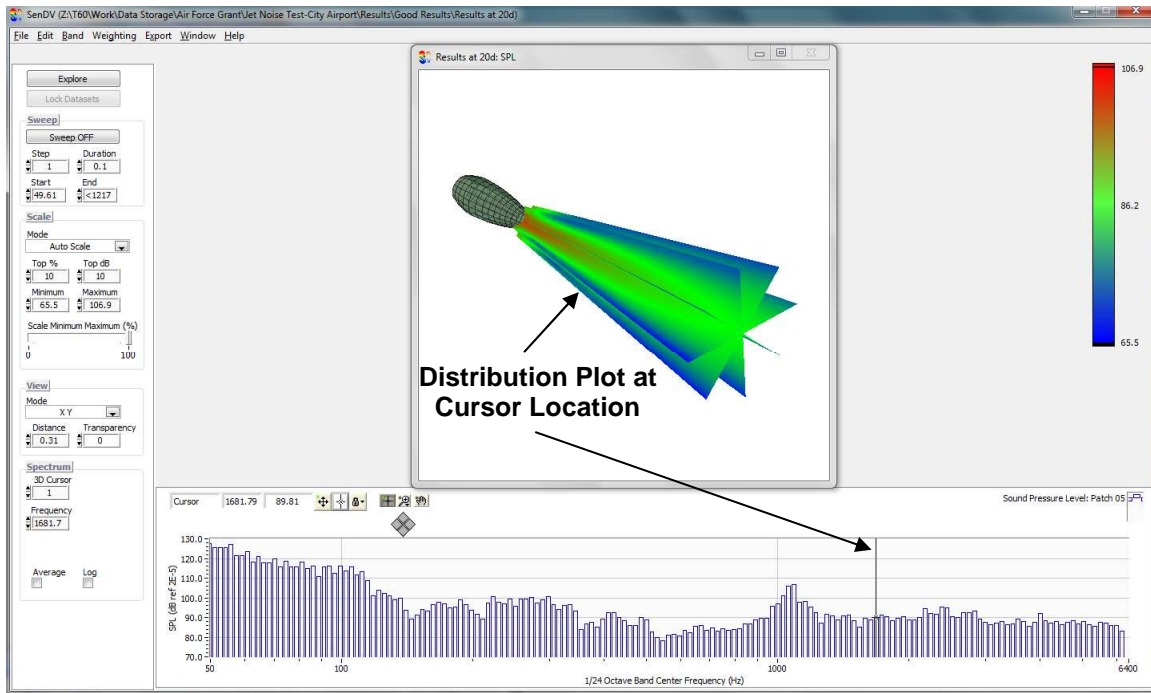 SenDV (Z:\T60\Work\Data Storage\Air Force Grant\Jet Noise Test-City Airport\Results\Good Results\Results at 20d)
File Edit Band Weighting Export Window Help
Explore
Lock Datasets
Sweep
Sweep OFF
Step Duration
1 0.1
Start End
49.61 <1217
Scale
Mode
Auto Scale
Top % Top dB
10 10
Minimum Maximum
65.5 106.9
Scale Minimum Maximum (%)
0 100
View
Mode
X Y
Distance Transparency
0.31 0
Spectrum
3D Cursor
1
Frequency
1681.7
Average Log
Results at 20d: SPL
Distribution Plot at
Cursor Location
106.9
86.2
65.5
Cursor 1681.79 89.81
Sound Pressure Level: Patch 05
130.0
120.0
110.0
100.0
90.0
80.0
70.0
SPL (dB ref 2E-5)
50 100 1000 6400
1/24 Octave Band Center Frequency (Hz)